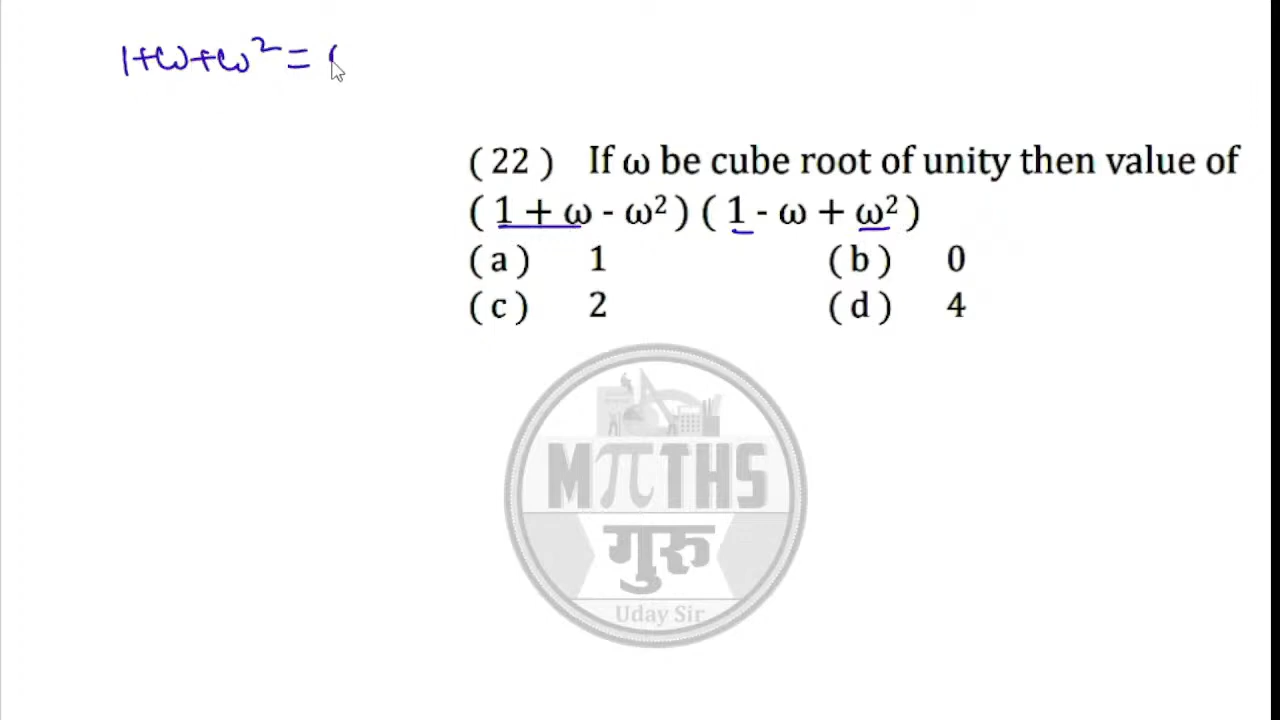 1+ω+ω²=
( 22 ) If ω be cube root of unity then value of
( 1 + ω - ω² ) ( 1 - ω + ω² )
( a ) 1 ( b ) 0
( c ) 2 ( d ) 4
MπTHS
गुरु
Uday Sir